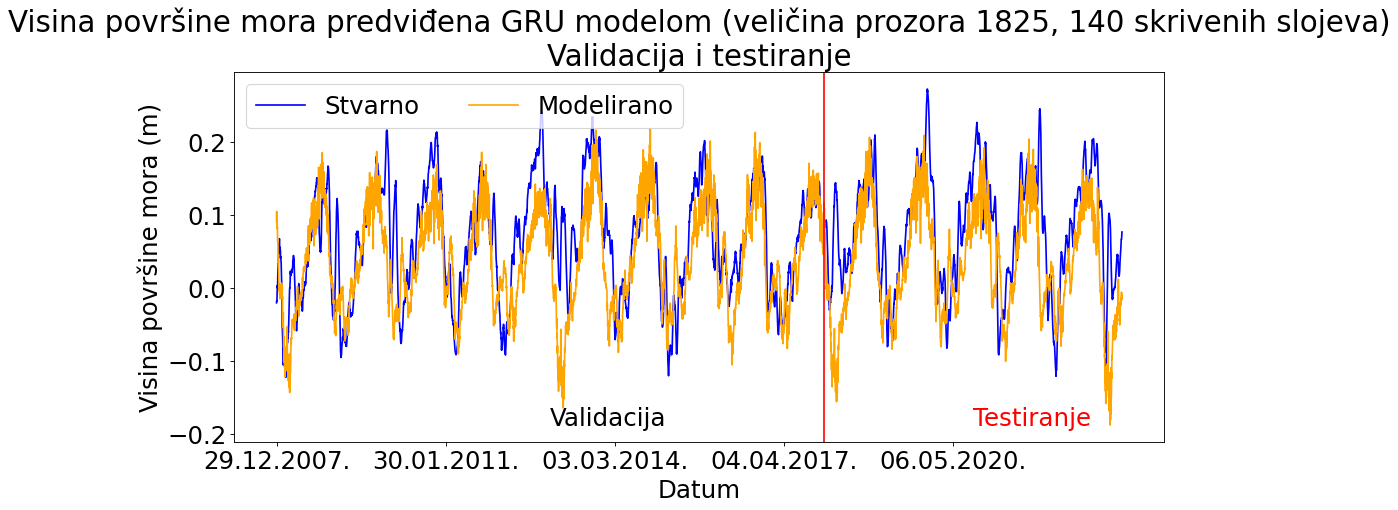 Visina površine mora predviđena GRU modelom (veličina prozora 1825, 140 skrivenih slojeva)
Validacija i testiranje
Stvarno
Modelirano
Visina površine mora (m)
0.2
0.1
0.0
−0.1
−0.2
Validacija
Testiranje
29.12.2007.
30.01.2011.
03.03.2014.
04.04.2017.
06.05.2020.
Datum